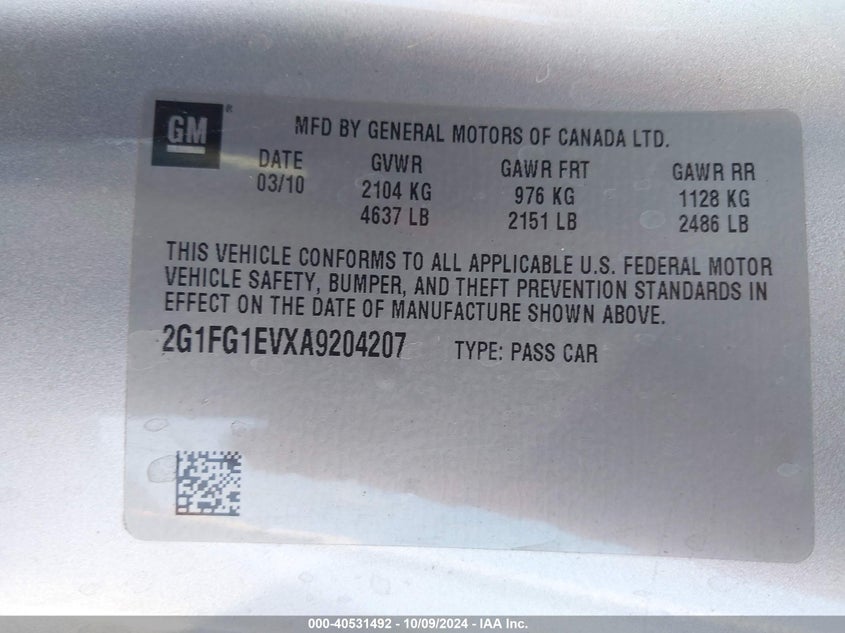 GM®
MFD BY GENERAL MOTORS OF CANADA LTD.
DATE GVWR GAWR FRT GAWR RR
03/10 2104 KG 976 KG 1128 KG
4637 LB 2151 LB 2486 LB
THIS VEHICLE CONFORMS TO ALL APPLICABLE U.S. FEDERAL MOTOR
VEHICLE SAFETY, BUMPER, AND THEFT PREVENTION STANDARDS IN
EFFECT ON THE DATE OF MANUFACTURE SHOWN ABOVE.
2G1FG1EVXA9204207 TYPE: PASS CAR
000-40531492 - 10/09/2024 - IAA Inc.